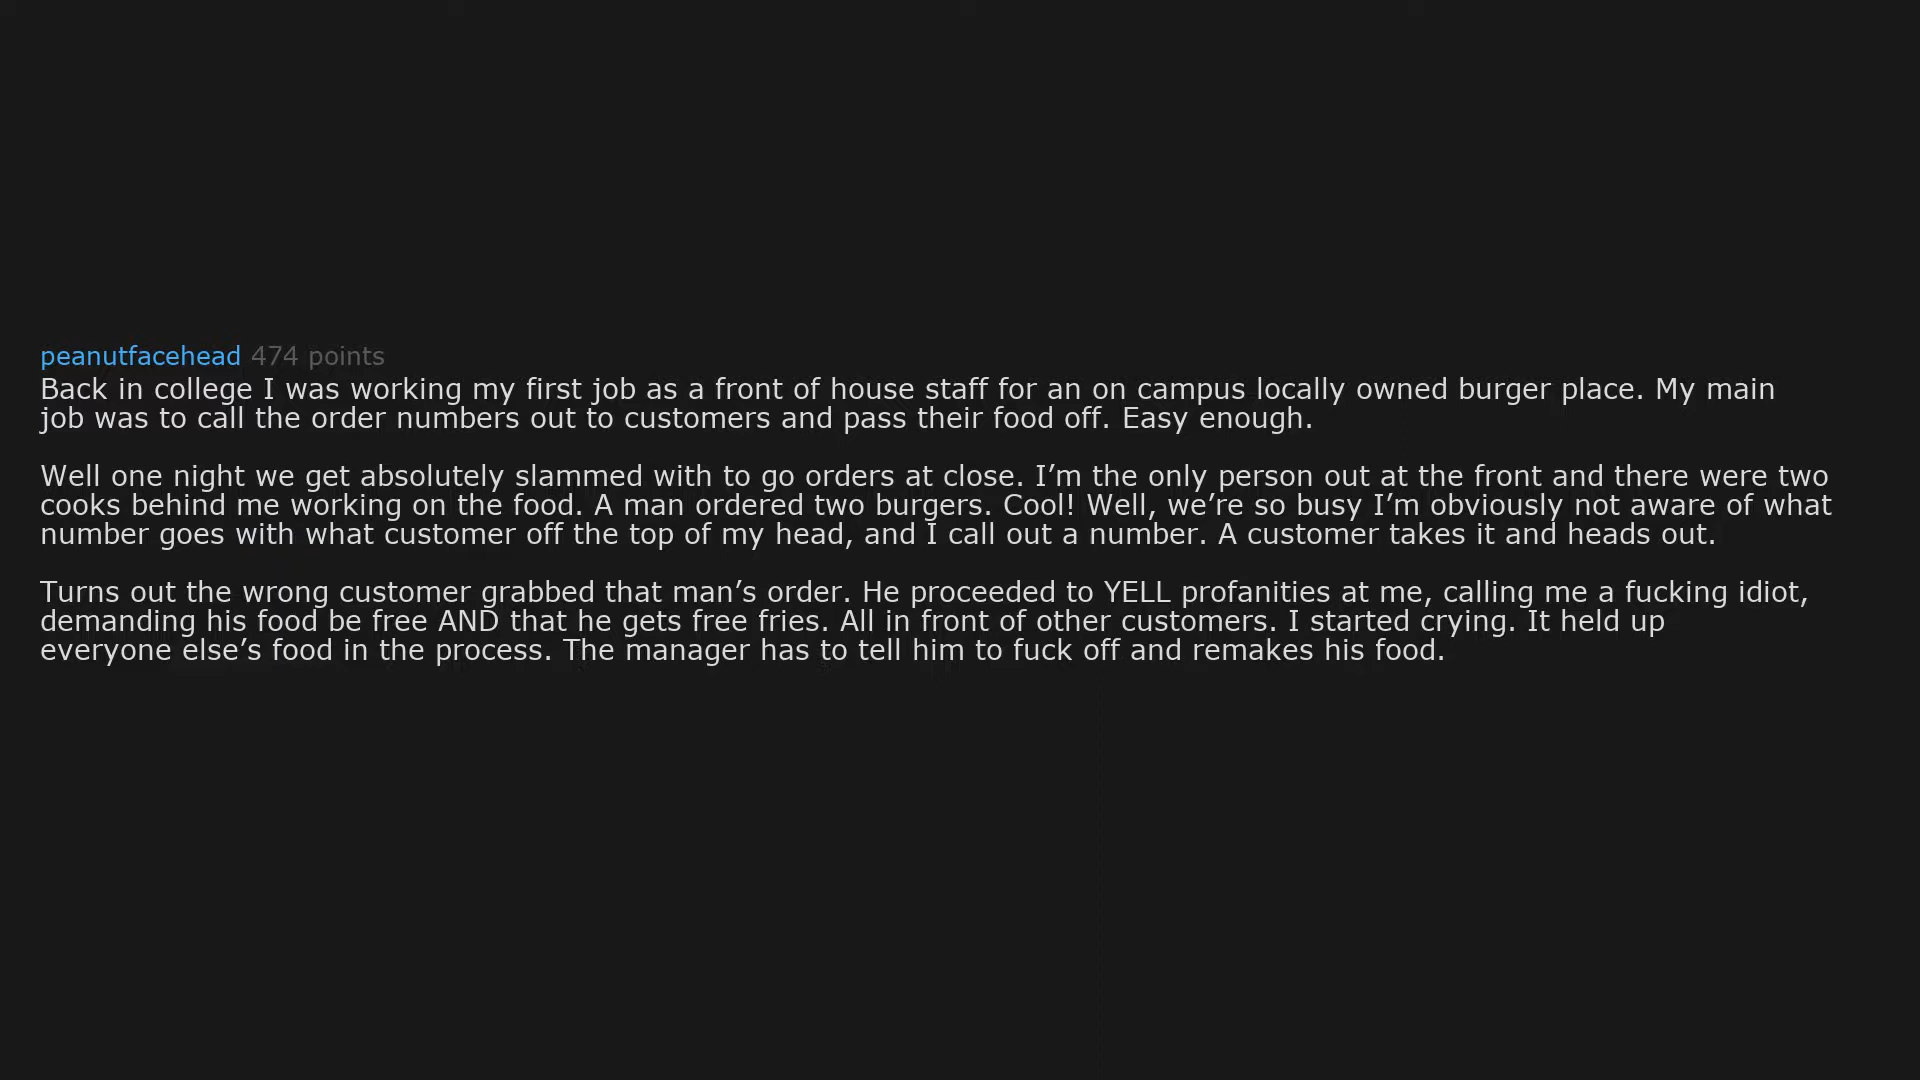 peanutfacehead 474 points
Back in college I was working my first job as a front of house staff for an on campus locally owned burger place. My main
job was to call the order numbers out to customers and pass their food off. Easy enough.
Well one night we get absolutely slammed with to go orders at close. I’m the only person out at the front and there were two
cooks behind me working on the food. A man ordered two burgers. Cool! Well, we’re so busy I’m obviously not aware of what
number goes with what customer off the top of my head, and I call out a number. A customer takes it and heads out.
Turns out the wrong customer grabbed that man’s order. He proceeded to YELL profanities at me, calling me a fucking idiot,
demanding his food be free AND that he gets free fries. All in front of other customers. I started crying. It held up
everyone else’s food in the process. The manager has to tell him to fuck off and remakes his food.